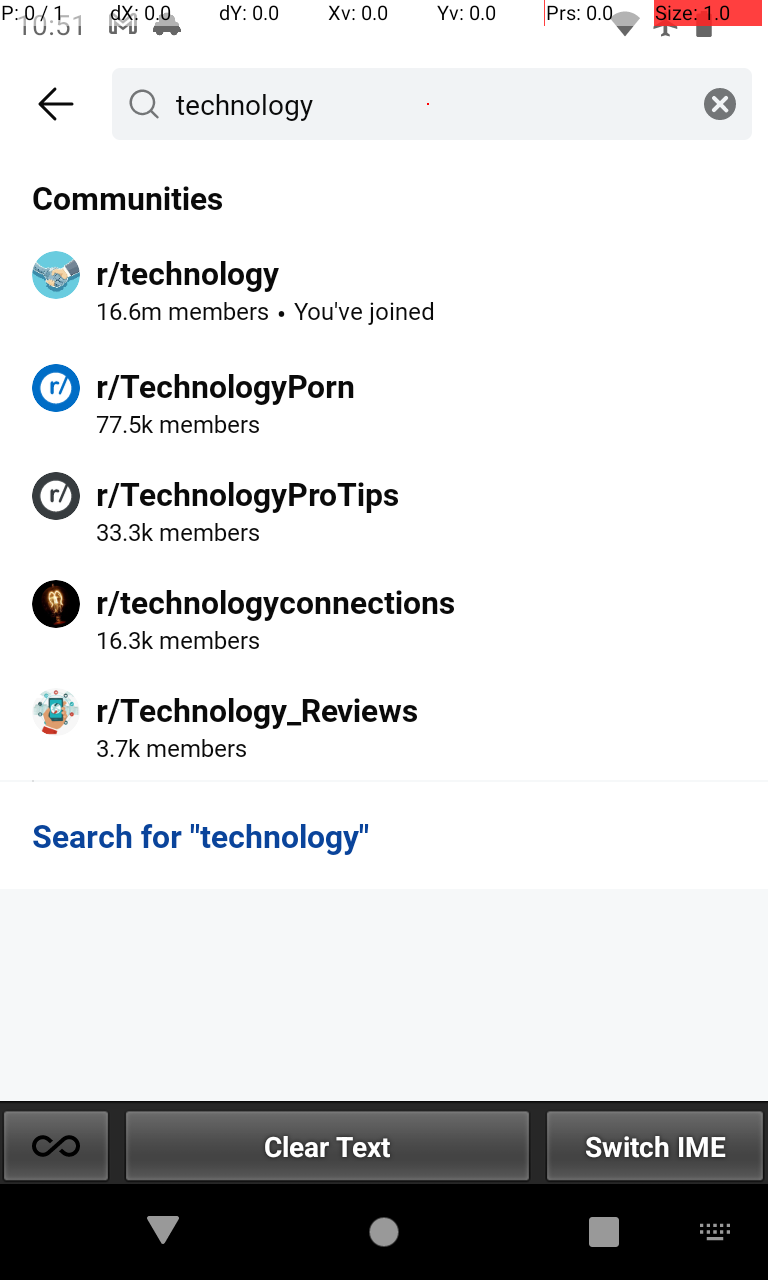 P: 0 / 1 dX: 0.0 dY: 0.0 Xv: 0.0 Yv: 0.0 Prs: 0.0 Size: 1.0
10:51
technology
Communities
r/technology
16.6m members • You've joined
r/
r/TechnologyPorn
77.5k members
r/
r/TechnologyProTips
33.3k members
r/technologyconnections
16.3k members
r/Technology_Reviews
3.7k members
Search for "technology"
Clear Text Switch IME